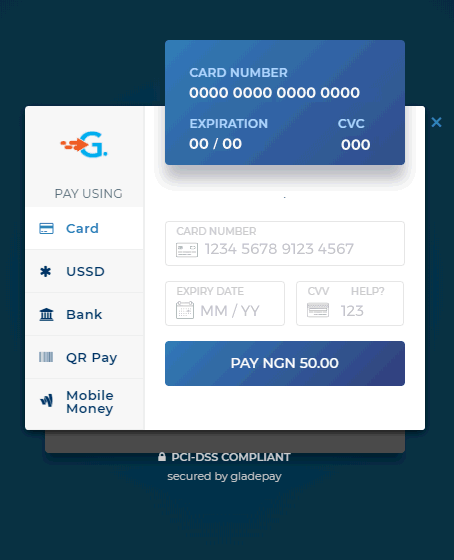 CARD NUMBER
0000 0000 0000 0000
EXPIRATION CVC
00 / 00 000
G.
PAY USING
Card
USSD
Bank
QR Pay
Mobile
Money
CARD NUMBER
1234 5678 9123 4567
EXPIRY DATE CVV HELP?
MM / YY 123
PAY NGN 50.00
PCI-DSS COMPLIANT
secured by gladepay